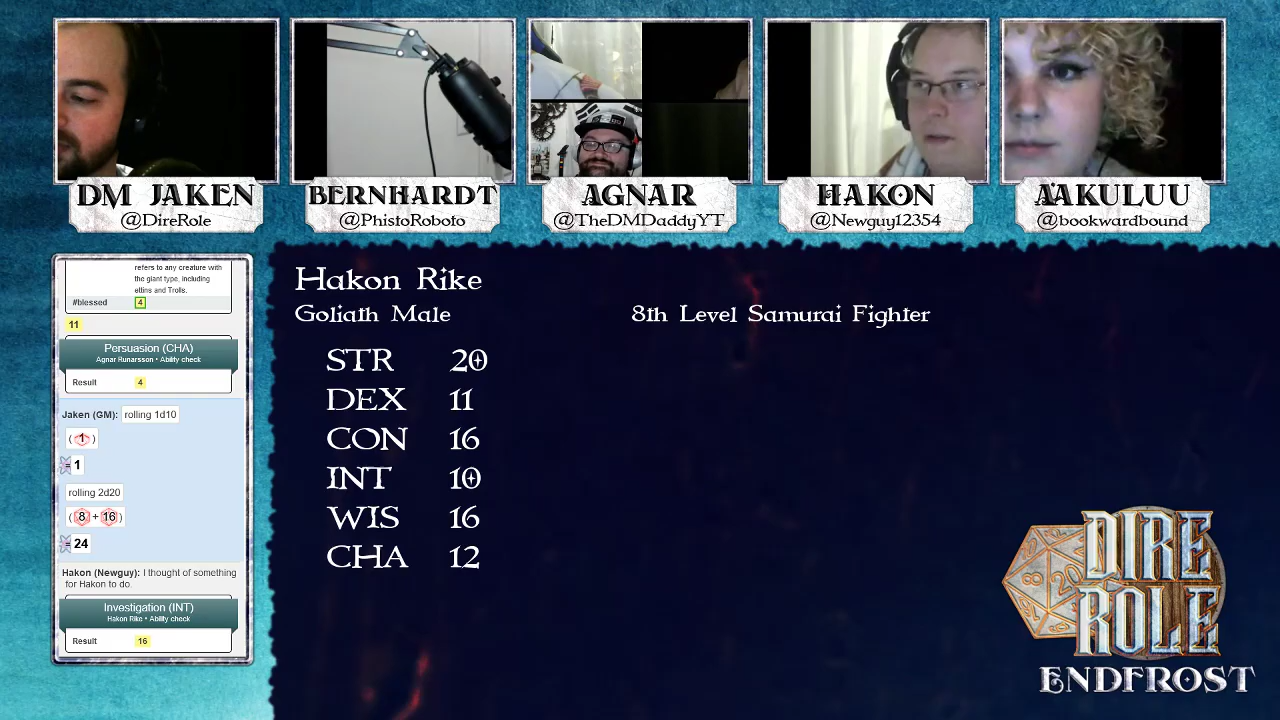 DM JAKEN
@DireRole
BERNHARDT
@PhistoRobofo
AGNAR
@TheDMDaddyYT
HAKON
@Newguy12354
AAKULUU
@bookwardbound
refers to any creature with
the giant type, including
ettins and Trolls.
#blessed 4
11
Persuasion (CHA)
Agnar Runarsson • Ability check
Result 4
Jaken (GM): rolling 1d10
(1)
=1
rolling 2d20
(8+16)
=24
Hakon (Newguy): I thought of something
for Hakon to do.
Investigation (INT)
Hakon Rike • Ability check
Result 16
Hakon Rike
Goliath Male 8th Level Samurai Fighter
STR 20
DEX 11
CON 16
INT 10
WIS 16
CHA 12
DIRE
ROLE
ENDFROST